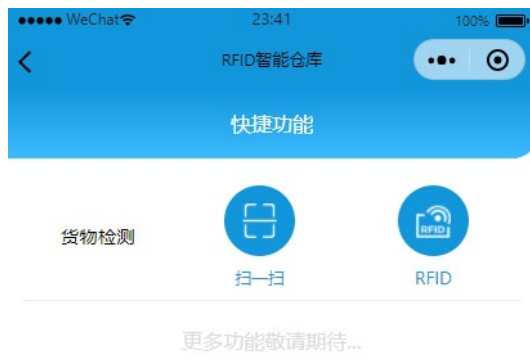 WeChat 23:41 100%
RFID智能仓库
快捷功能
货物检测
RFID
扫一扫 RFID
更多功能敬请期待...